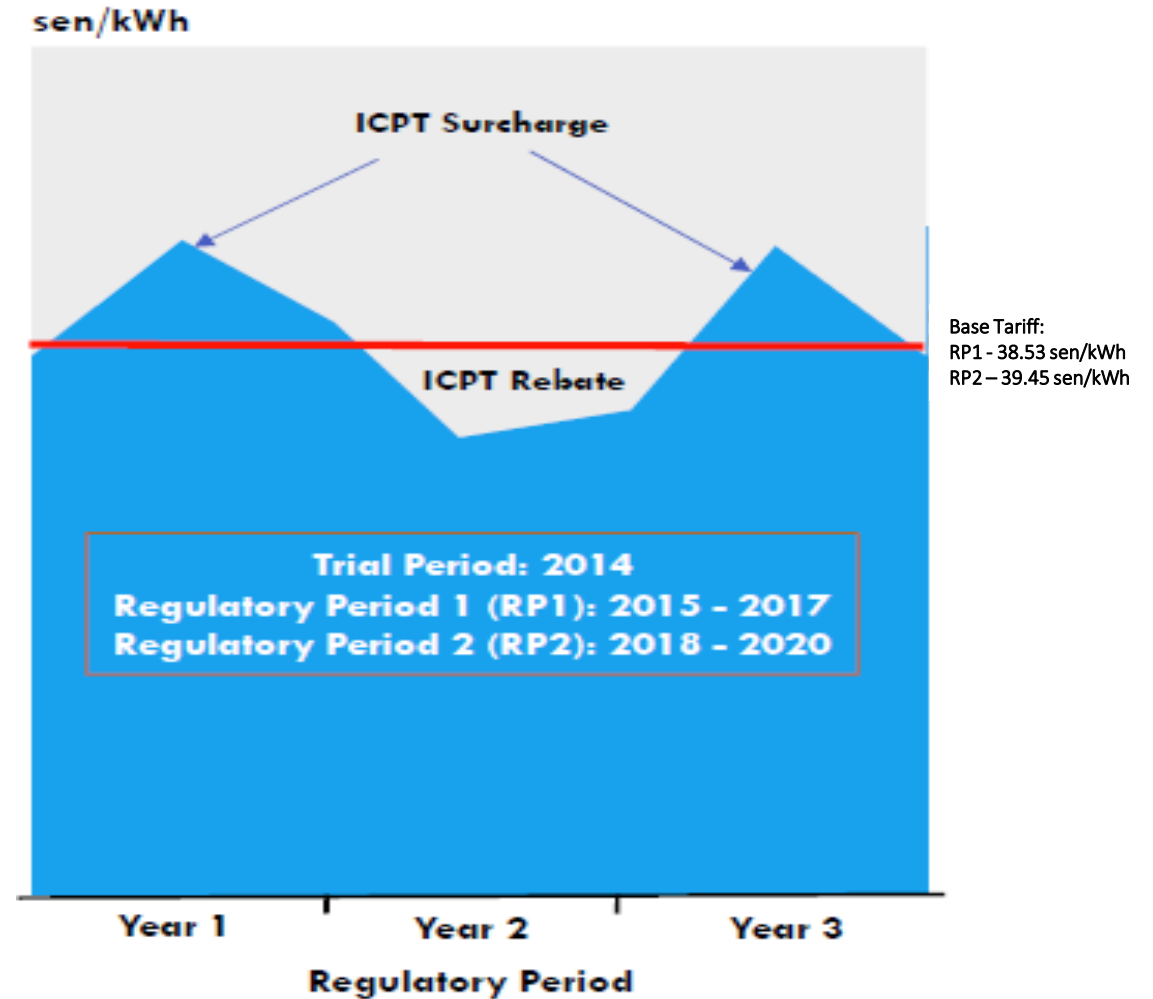 sen/kWh
ICPT Surcharge
Base Tariff:
RP1 - 38.53 sen/kWh
RP2 – 39.45 sen/kWh
ICPT Rebate
Trial Period: 2014
Regulatory Period 1 (RP1): 2015 - 2017
Regulatory Period 2 (RP2): 2018 - 2020
Year 1
Year 2
Year 3
Regulatory Period